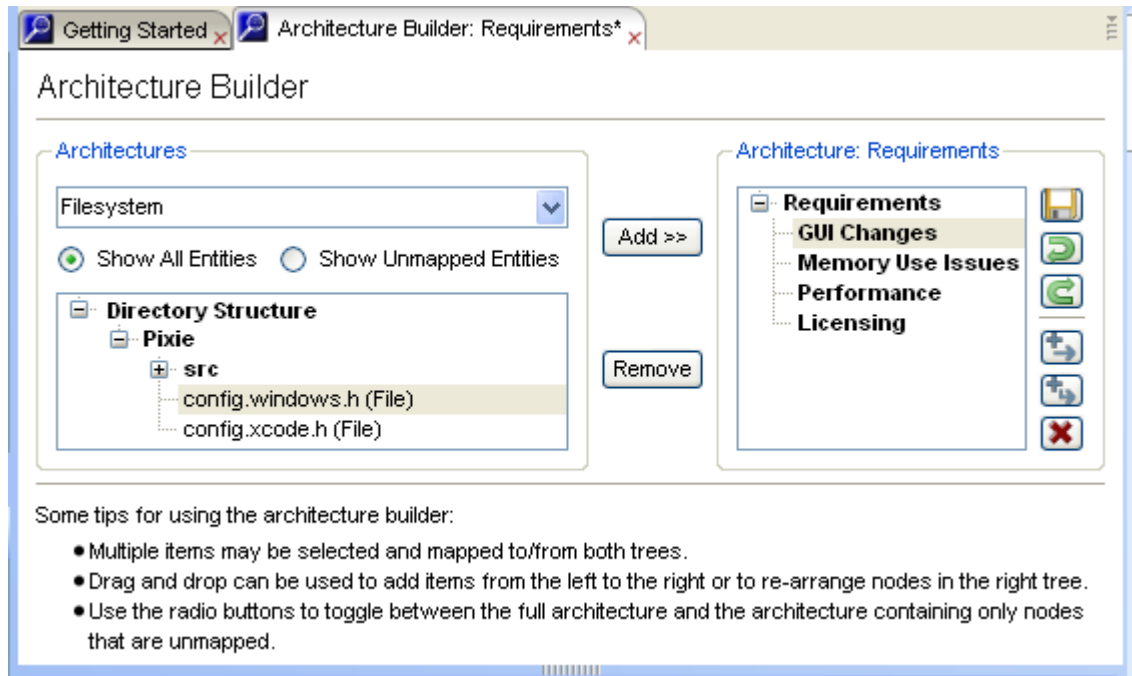 Getting Started
Architecture Builder: Requirements*
Architecture Builder
Architectures
Filesystem
Show All Entities
Show Unmapped Entities
Directory Structure
Pixie
src
config.windows.h (File)
config.xcode.h (File)
Add >>
Remove
Architecture: Requirements
Requirements
GUI Changes
Memory Use Issues
Performance
Licensing
Some tips for using the architecture builder:
●Multiple items may be selected and mapped to/from both trees.
●Drag and drop can be used to add items from the left to the right or to re-arrange nodes in the right tree.
●Use the radio buttons to toggle between the full architecture and the architecture containing only nodes
that are unmapped.